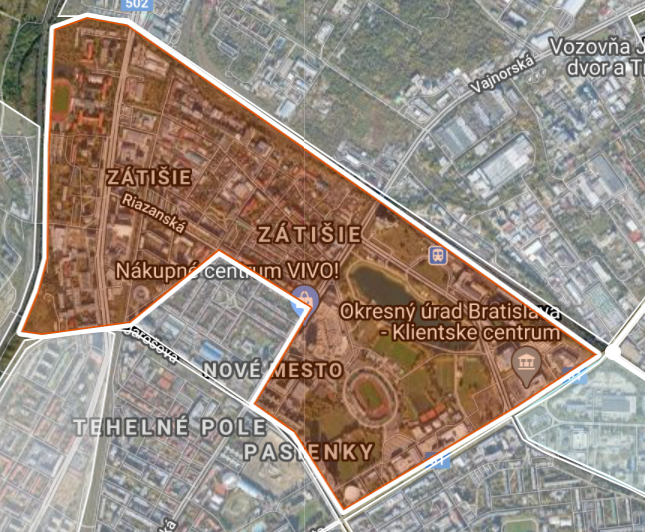 502
Vozovňa J
dvor a Tr
Vajnorská
ZÁTIŠIE
Riazanská
ZÁTIŠIE
Nákupné centrum VIVO!
Okresný úrad Bratislava
- Klientske centrum
NOVÉ MESTO
TEHELNÉ POLE
PASIENKY